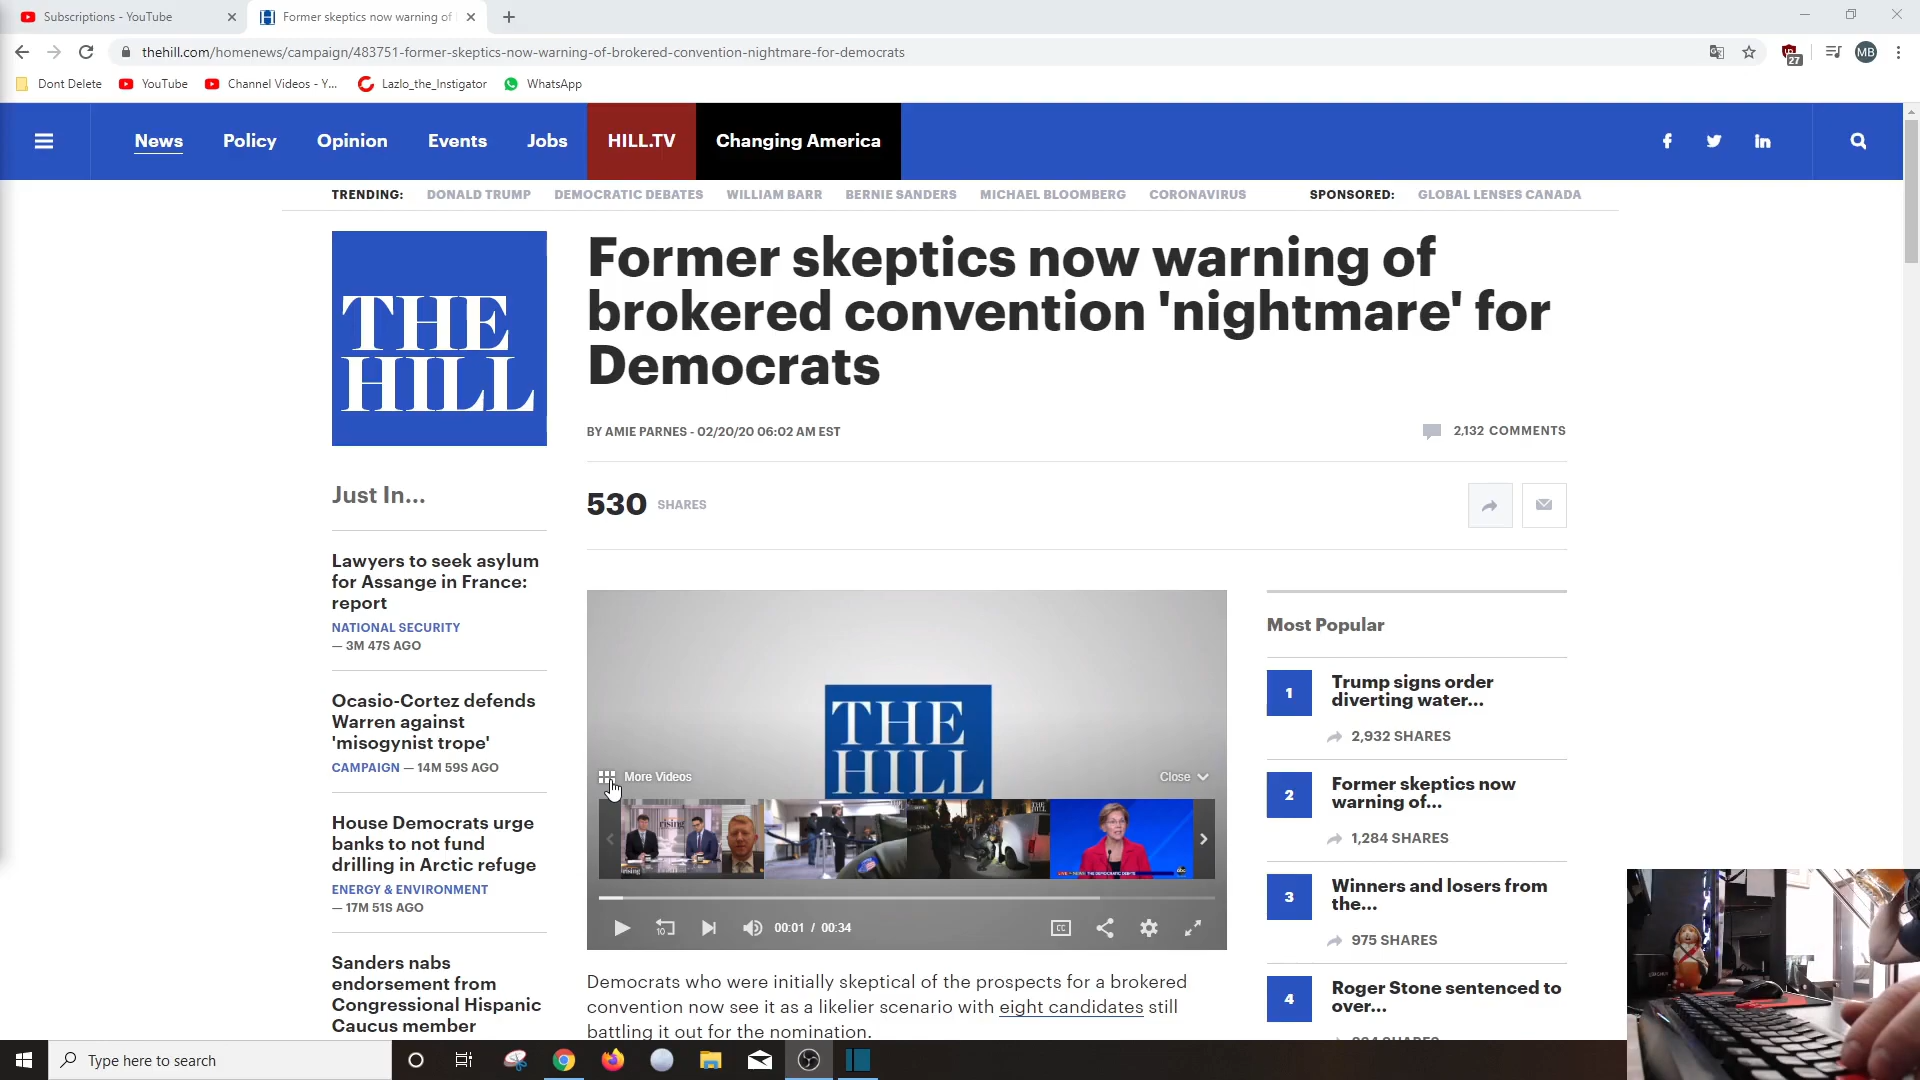 Subscriptions - YouTube
Former skeptics now warning of
thehill.com/homenews/campaign/483751-former-skeptics-now-warning-of-brokered-convention-nightmare-for-democrats
27
MB
Dont Delete
YouTube
Channel Videos - Y...
Lazlo_the_Instigator
WhatsApp
News
Policy
Opinion
Events
Jobs
HILL.TV
Changing America
TRENDING:
DONALD TRUMP
DEMOCRATIC DEBATES
WILLIAM BARR
BERNIE SANDERS
MICHAEL BLOOMBERG
CORONAVIRUS
SPONSORED:
GLOBAL LENSES CANADA
THE
HILL
Former skeptics now warning of
brokered convention 'nightmare' for
Democrats
BY AMIE PARNES - 02/20/20 06:02 AM EST
2,132 COMMENTS
530 SHARES
Just In...
Lawyers to seek asylum
for Assange in France:
report
NATIONAL SECURITY
— 3M 47S AGO
Ocasio-Cortez defends
Warren against
'misogynist trope'
CAMPAIGN — 14M 59S AGO
House Democrats urge
banks to not fund
drilling in Arctic refuge
ENERGY & ENVIRONMENT
— 17M 51S AGO
Sanders nabs
endorsement from
Congressional Hispanic
Caucus member
THE
HILL
More Videos
Close
rising
10
00:01 / 00:34
CC
Democrats who were initially skeptical of the prospects for a brokered
convention now see it as a likelier scenario with eight candidates still
battling it out for the nomination.
Most Popular
1
Trump signs order
diverting water...
2,932 SHARES
2
Former skeptics now
warning of...
1,284 SHARES
3
Winners and losers from
the...
975 SHARES
4
Roger Stone sentenced to
over...
Type here to search